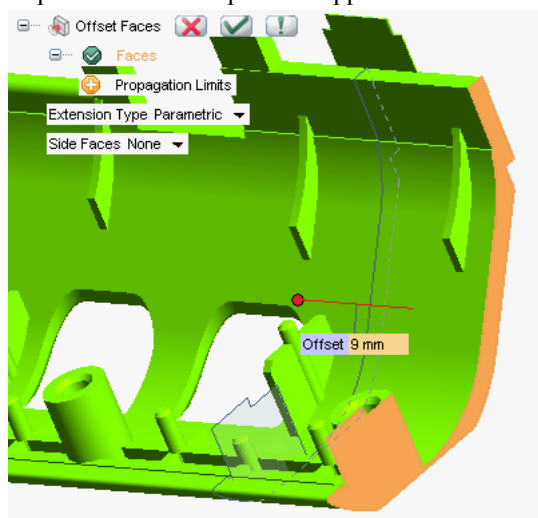 Offset Faces
Faces
Propagation Limits
Extension Type Parametric
Side Faces None
Offset 9 mm